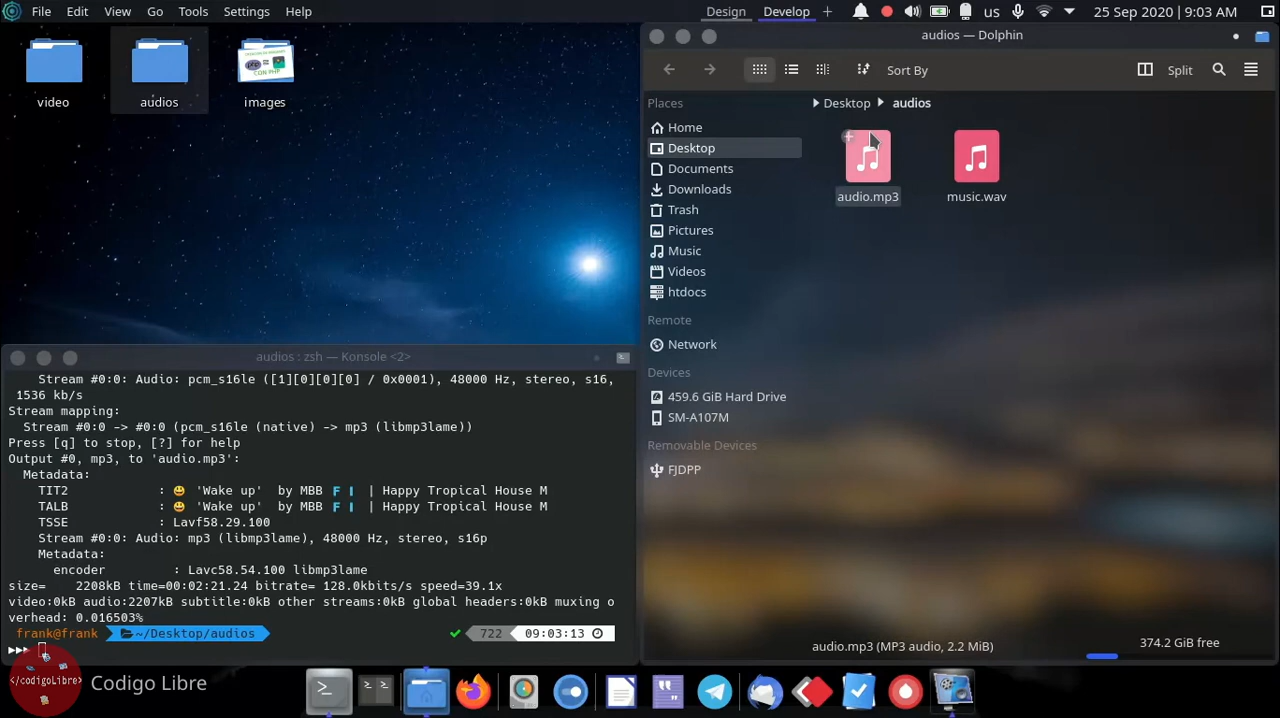 File Edit View Go Tools Settings Help
Design Develop + us 25 Sep 2020 | 9:03 AM
video audios images
CON PHP
audios — Dolphin
Sort By Split
Places
Desktop audios
Home
Desktop
Documents
Downloads
Trash
Pictures
Music
Videos
htdocs
Remote
Network
Devices
459.6 GiB Hard Drive
SM-A107M
Removable Devices
FJDPP
audio.mp3 music.wav
audio.mp3 (MP3 audio, 2.2 MiB) 374.2 GiB free
audios : zsh — Konsole <2>
Stream #0:0: Audio: pcm_s16le ([1][0][0][0] / 0x0001), 48000 Hz, stereo, s16,
1536 kb/s
Stream mapping:
Stream #0:0 -> #0:0 (pcm_s16le (native) -> mp3 (libmp3lame))
Press [q] to stop, [?] for help
Output #0, mp3, to 'audio.mp3':
Metadata:
TIT2 : 😃 'Wake up' by MBB 🇫 🇮 | Happy Tropical House M
TALB : 😃 'Wake up' by MBB 🇫 🇮 | Happy Tropical House M
TSSE : Lavf58.29.100
Stream #0:0: Audio: mp3 (libmp3lame), 48000 Hz, stereo, s16p
Metadata:
encoder : Lavc58.54.100 libmp3lame
size= 2208kB time=00:02:21.24 bitrate= 128.0kbits/s speed=39.1x
video:0kB audio:2207kB subtitle:0kB other streams:0kB global headers:0kB muxing o
verhead: 0.016503%
frank@frank ~/Desktop/audios ✔ 722 09:03:13
</codigoLibre> Codigo Libre